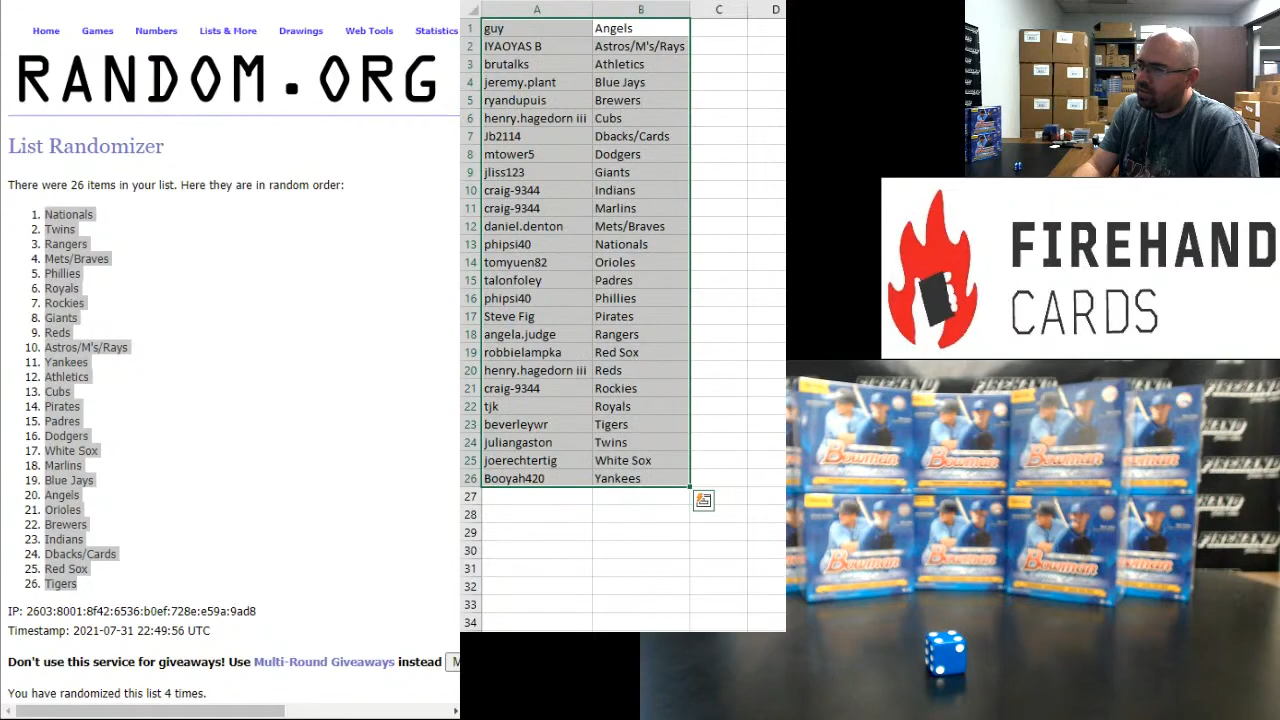 Home Games Numbers Lists & More Drawings Web Tools Statistics
RANDOM.ORG
List Randomizer
There were 26 items in your list. Here they are in random order:
1. Nationals
2. Twins
3. Rangers
4. Mets/Braves
5. Phillies
6. Royals
7. Rockies
8. Giants
9. Reds
10. Astros/M's/Rays
11. Yankees
12. Athletics
13. Cubs
14. Pirates
15. Padres
16. Dodgers
17. White Sox
18. Marlins
19. Blue Jays
20. Angels
21. Orioles
22. Brewers
23. Indians
24. Dbacks/Cards
25. Red Sox
26. Tigers
IP: 2603:8001:8f42:6536:b0ef:728e:e59a:9ad8
Timestamp: 2021-07-31 22:49:56 UTC
Don't use this service for giveaways! Use Multi-Round Giveaways instead
You have randomized this list 4 times.
A B C D
1 guy Angels
2 IYAOYAS B Astros/M's/Rays
3 brutalks Athletics
4 jeremy.plant Blue Jays
5 ryandupuis Brewers
6 henry.hagedorn iii Cubs
7 Jb2114 Dbacks/Cards
8 mtower5 Dodgers
9 jliss123 Giants
10 craig-9344 Indians
11 craig-9344 Marlins
12 daniel.denton Mets/Braves
13 phipsi40 Nationals
14 tomyuen82 Orioles
15 talonfoley Padres
16 phipsi40 Phillies
17 Steve Fig Pirates
18 angela.judge Rangers
19 robbielampka Red Sox
20 henry.hagedorn iii Reds
21 craig-9344 Rockies
22 tjk Royals
23 beverleywr Tigers
24 juliangaston Twins
25 joerechtertig White Sox
26 Booyah420 Yankees
27
28
29
30
31
32
33
34
FIREHAND
CARDS
Bowman Bowman Bowman Bowman
Bowman Bowman Bowman Bowman